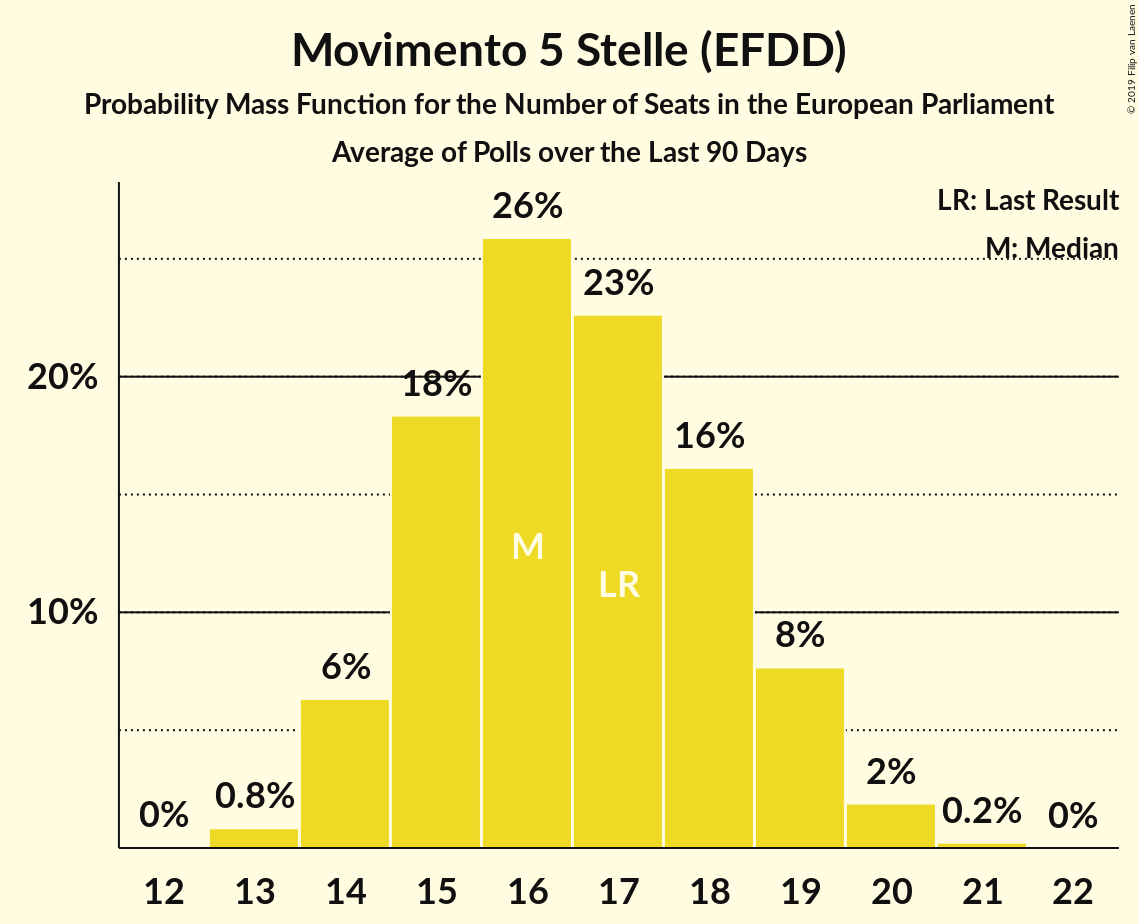 Movimento 5 Stelle (EFDD)
Probability Mass Function for the Number of Seats in the European Parliament
Average of Polls over the Last 90 Days
© 2019 Filip van Laenen
LR: Last Result
M: Median
26%
23%
20%
18%
16%
M
LR
10%
8%
6%
2%
0.8%
0.2%
0%
0%
12 13 14 15 16 17 18 19 20 21 22